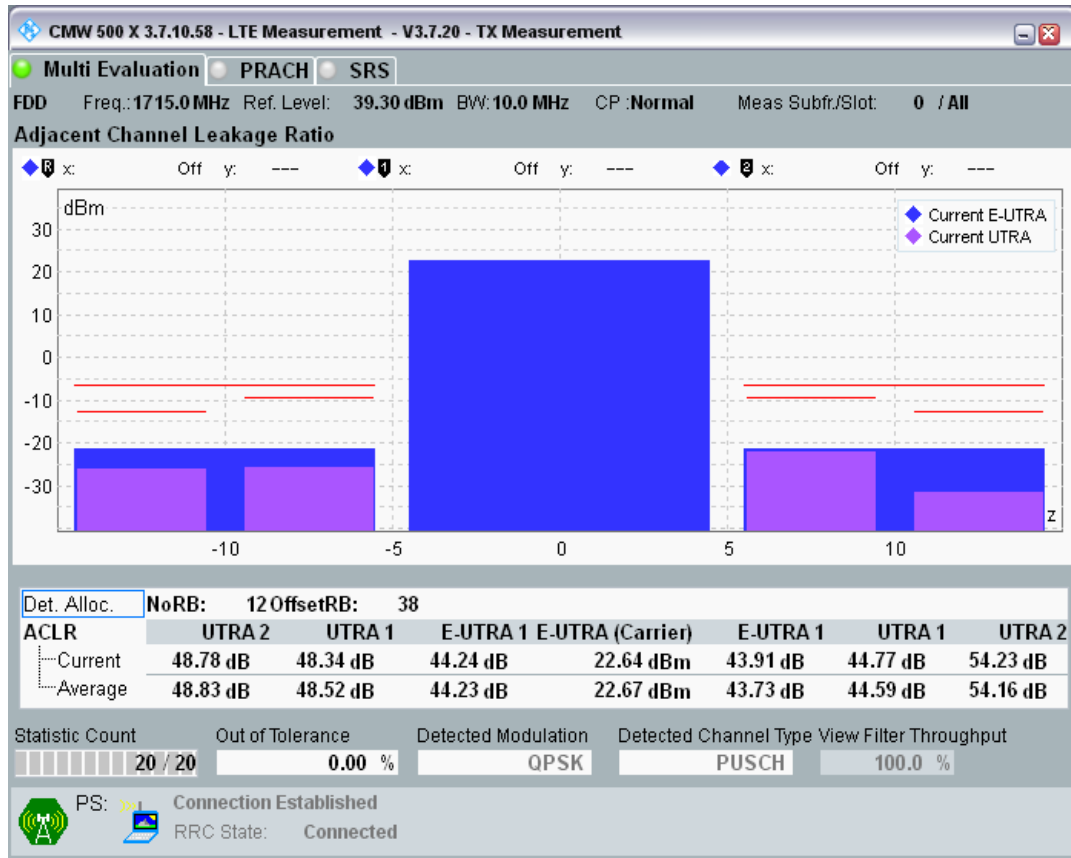 CMW 500 X 3.7.10.58 - LTE Measurement - V3.7.20 - TX Measurement
Multi Evaluation PRACH SRS
FDD Freq.: 1715.0 MHz Ref. Level: 39.30 dBm BW: 10.0 MHz CP : Normal Meas Subfr./Slot: 0 / All
Adjacent Channel Leakage Ratio
R x: Off y: --- 1 x: Off y: --- 2 x: Off y: ---
dBm
Current E-UTRA
Current UTRA
30
20
10
0
-10
-20
-30
z
-10 -5 0 5 10
Det. Alloc. NoRB: 12 OffsetRB: 38
ACLR UTRA 2 UTRA 1 E-UTRA 1 E-UTRA (Carrier) E-UTRA 1 UTRA 1 UTRA 2
Current 48.78 dB 48.34 dB 44.24 dB 22.64 dBm 43.91 dB 44.77 dB 54.23 dB
Average 48.83 dB 48.52 dB 44.23 dB 22.67 dBm 43.73 dB 44.59 dB 54.16 dB
Statistic Count Out of Tolerance Detected Modulation Detected Channel Type View Filter Throughput
20 / 20 0.00 % QPSK PUSCH 100.0 %
PS: Connection Established
RRC State: Connected